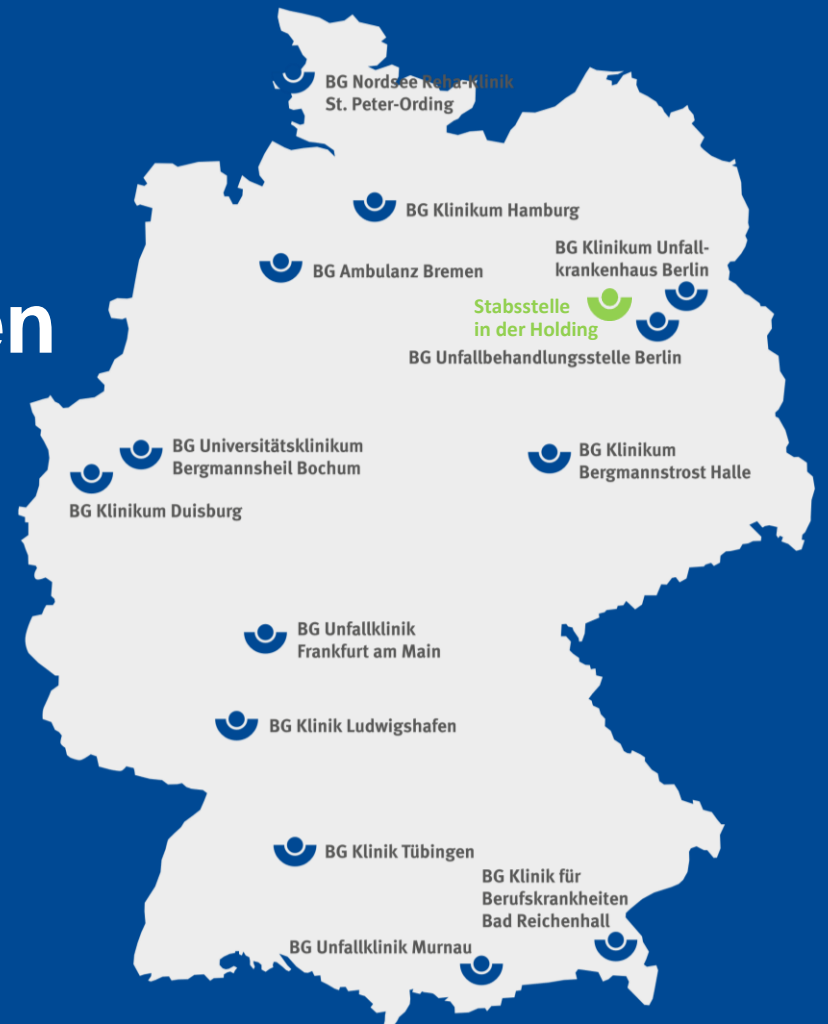 BG Nordsee Reha-Klinik
St. Peter-Ording
BG Klinikum Hamburg
BG Klinikum Unfall-
krankenhaus Berlin
BG Ambulanz Bremen
Stabsstelle
in der Holding
en
BG Unfallbehandlungsstelle Berlin
BG Universitätsklinikum
Bergmannsheil Bochum
BG Klinikum
Bergmannstrost Halle
BG Klinikum Duisburg
BG Unfallklinik
Frankfurt am Main
BG Klinik Ludwigshafen
BG Klinik Tübingen
BG Klinik für
Berufskrankheiten
Bad Reichenhall
BG Unfallklinik Murnau